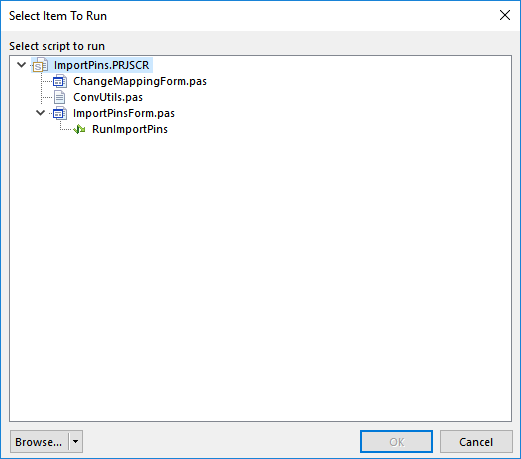 Select Item To Run
Select script to run
ImportPins.PRJSCR
ChangeMappingForm.pas
ConvUtils.pas
ImportPinsForm.pas
RunImportPins
Browse... OK Cancel